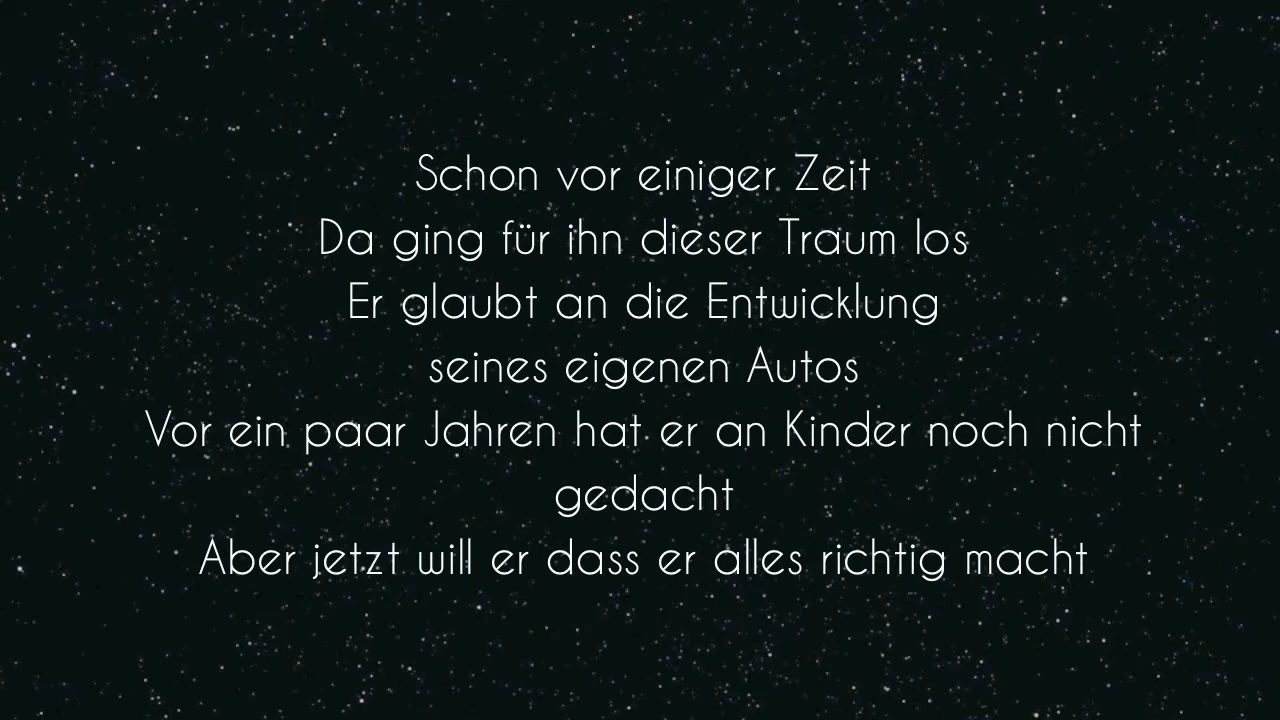 Schon vor einiger Zeit
Da ging für ihn dieser Traum los
Er glaubt an die Entwicklung
seines eigenen Autos
Vor ein paar Jahren hat er an Kinder noch nicht
gedacht
Aber jetzt will er dass er alles richtig macht